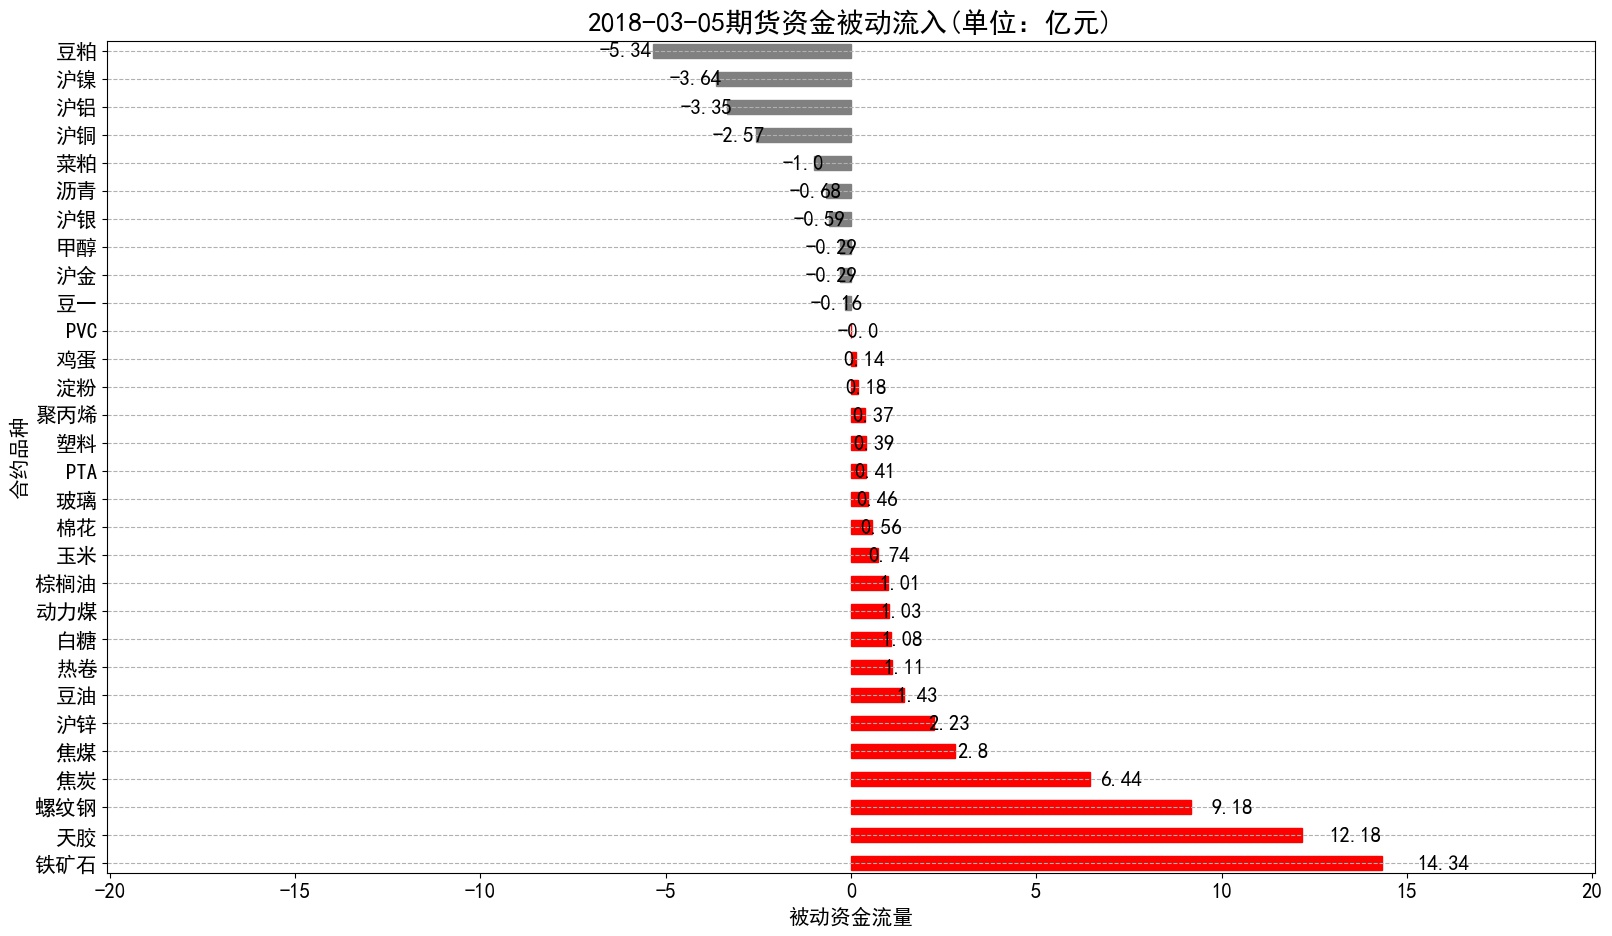 2018-03-05期货资金被动流入(单位：亿元)
豆粕 -5.34
沪镍 -3.64
沪铝 -3.35
沪铜 -2.57
菜粕 -1.0
沥青 -0.68
沪银 -0.59
甲醇 -0.29
沪金 -0.29
豆一 -0.16
PVC -0.0
鸡蛋 0.14
淀粉 0.18
聚丙烯 0.37
塑料 0.39
PTA 0.41
玻璃 0.46
棉花 0.56
玉米 0.74
棕榈油 1.01
动力煤 1.03
白糖 1.08
热卷 1.11
豆油 1.43
沪锌 2.23
焦煤 2.8
焦炭 6.44
螺纹钢 9.18
天胶 12.18
铁矿石 14.34
合约品种
-20 -15 -10 -5 0 5 10 15 20
被动资金流量